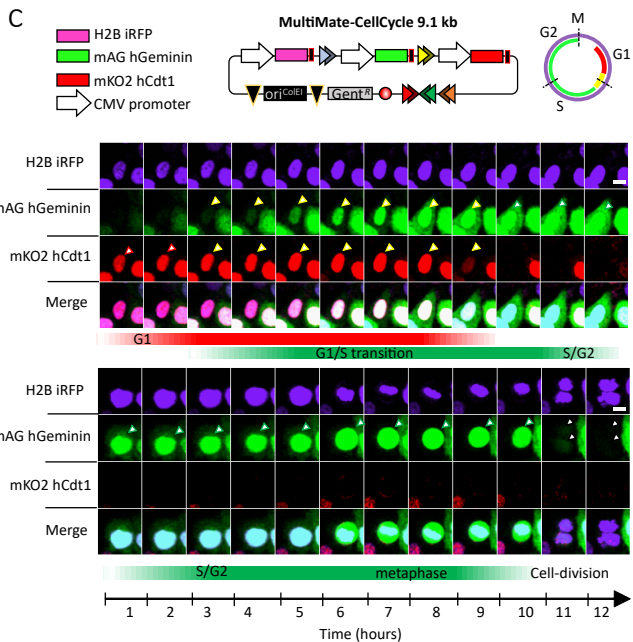 C
H2B iRFP
mAG hGeminin
mKO2 hCdt1
CMV promoter
MultiMate-CellCycle 9.1 kb
ori ColEI
Gent R
M
G2
G1
S
H2B iRFP
mAG hGeminin
mKO2 hCdt1
Merge
G1
G1/S transition
S/G2
H2B iRFP
mAG hGeminin
mKO2 hCdt1
Merge
S/G2
metaphase
Cell-division
1 2 3 4 5 6 7 8 9 10 11 12
Time (hours)